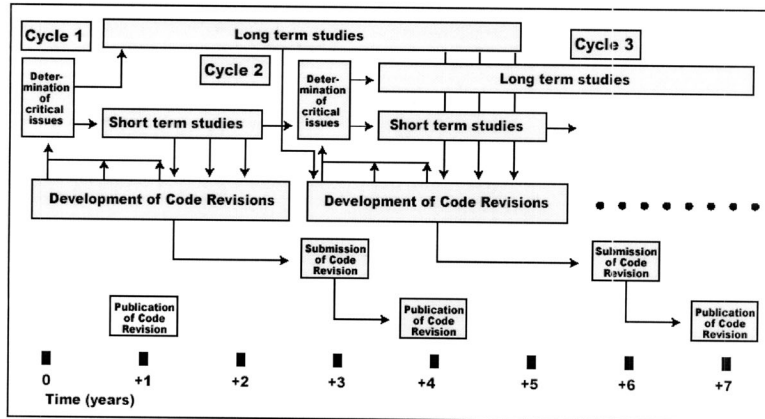 Cycle 1
Long term studies
Cycle 2
Cycle 3
Deter-
mination
of
critical
issues
Deter-
mination
of
critical
issues
Long term studies
Short term studies
Short term studies
Development of Code Revisions
Development of Code Revisions
Submission
of Code
Revision
Submission
of Code
Revision
Publication
of Code
Revision
Publication
of Code
Revision
Publication
of Code
Revision
0 +1 +2 +3 +4 +5 +6 +7
Time (years)